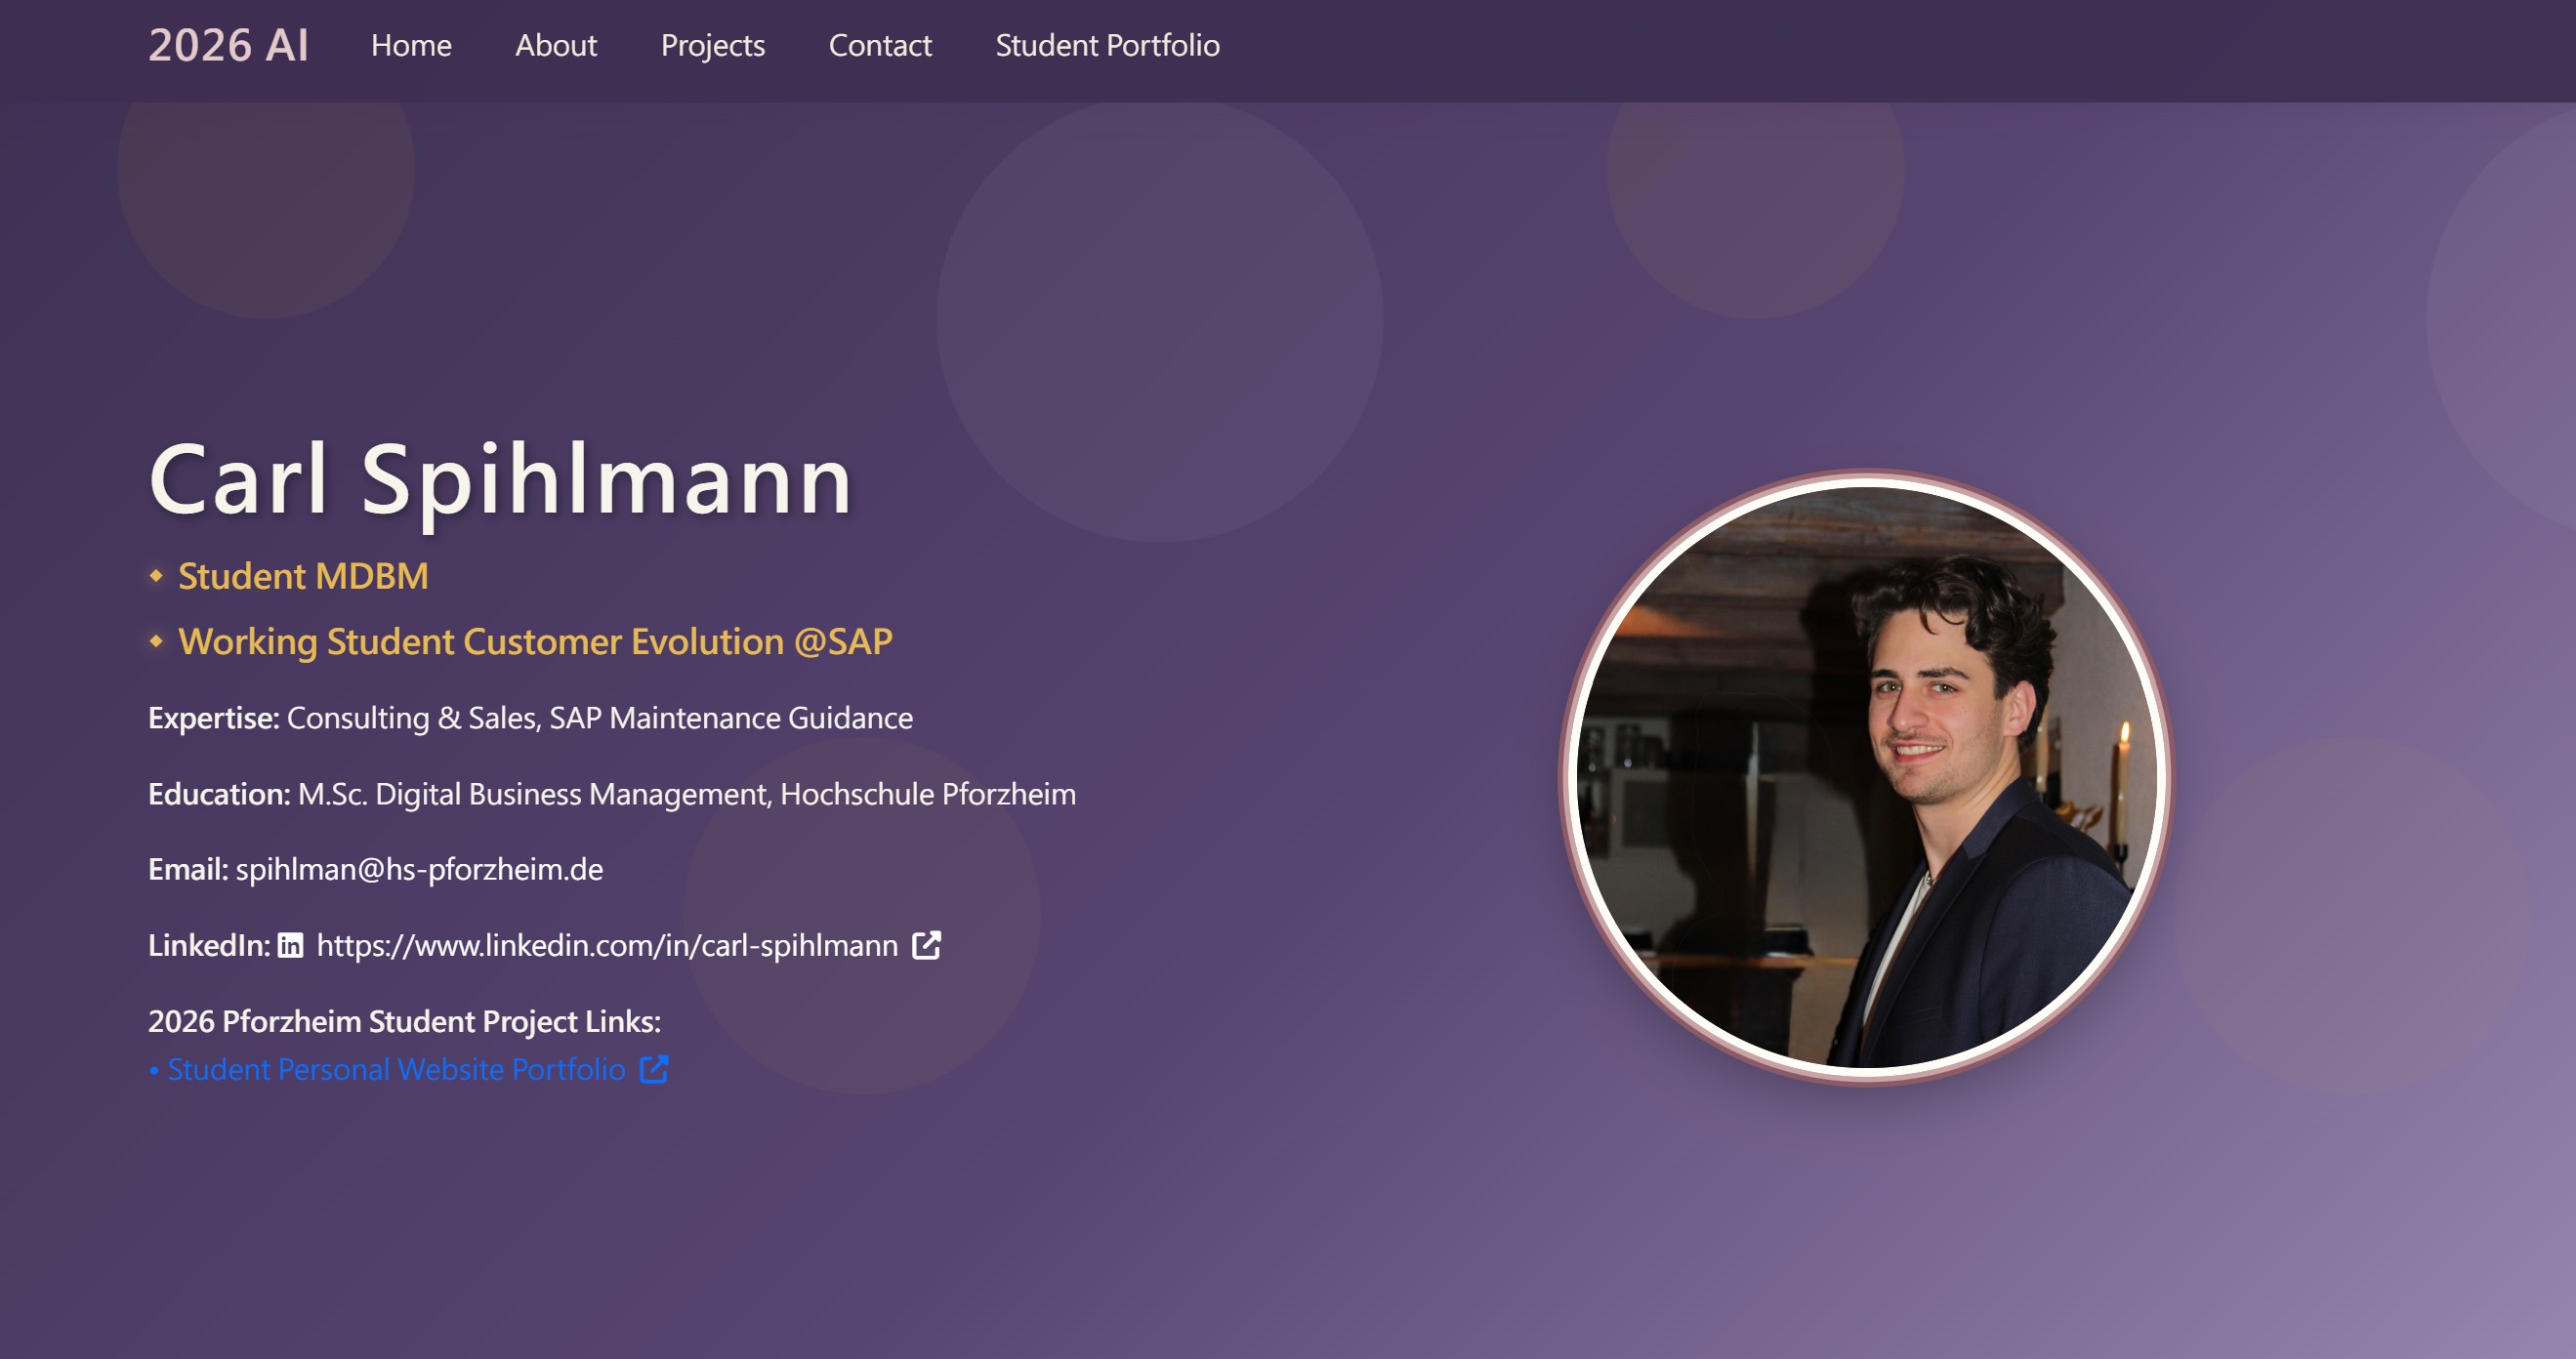 2026 AI Home About Projects Contact Student Portfolio
Carl Spihlmann
Student MDBM
Working Student Customer Evolution @SAP
Expertise: Consulting & Sales, SAP Maintenance Guidance
Education: M.Sc. Digital Business Management, Hochschule Pforzheim
Email: spihlman@hs-pforzheim.de
LinkedIn: in https://www.linkedin.com/in/carl-spihlmann
2026 Pforzheim Student Project Links:
• Student Personal Website Portfolio